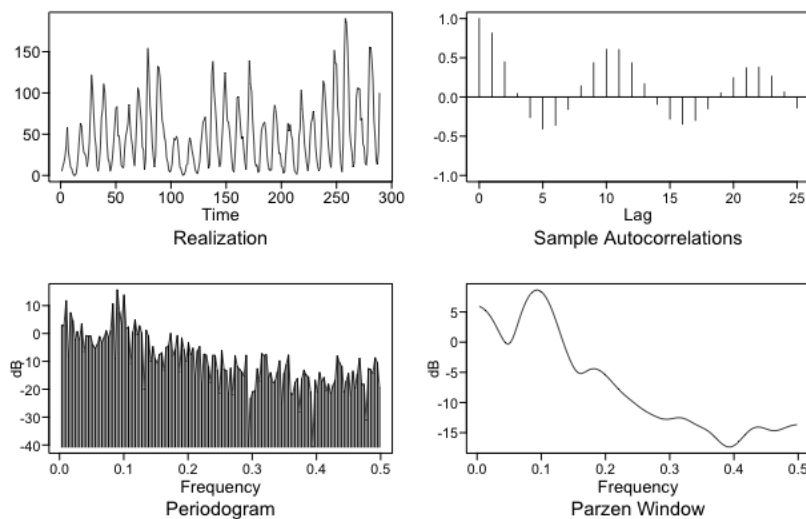 150
100
50
0
0 50 100 150 200 250 300
Time
Realization
1.0
0.5
0.0
-0.5
-1.0
0 5 10 15 20 25
Lag
Sample Autocorrelations
10
0
-10
-20
-30
-40
dB
0.0 0.1 0.2 0.3 0.4 0.5
Frequency
Periodogram
5
0
-5
-10
-15
dB
0.0 0.1 0.2 0.3 0.4 0.5
Frequency
Parzen Window